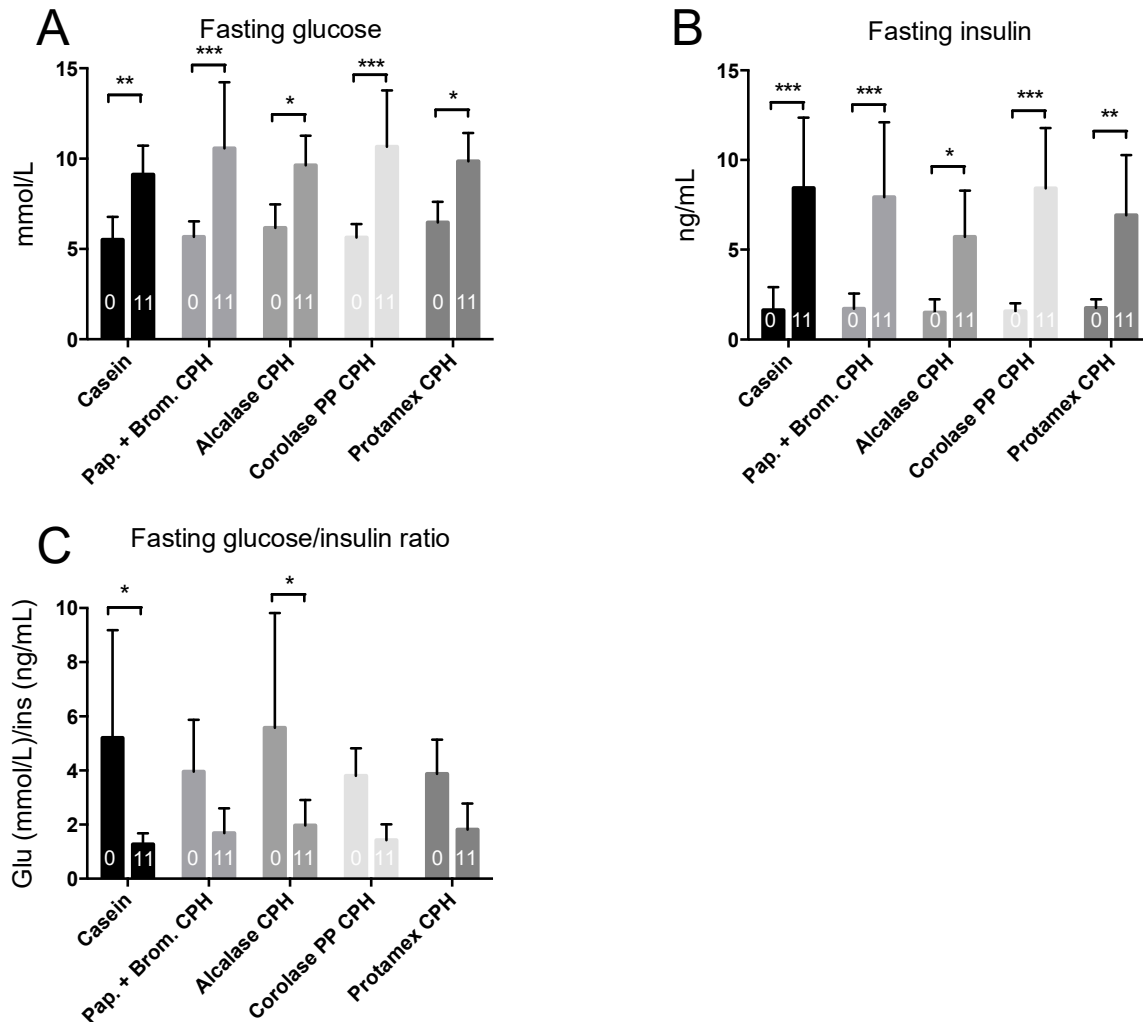 A
Fasting glucose
mmol/L
15
10
5
0
**
***
*
***
*
0 11 0 11 0 11 0 11 0 11
Casein
Pap. + Brom. CPH
Alcalase CPH
Corolase PP CPH
Protamex CPH
B
Fasting insulin
ng/mL
15
10
5
0
***
***
*
***
**
0 11 0 11 0 11 0 11 0 11
Casein
Pap. + Brom. CPH
Alcalase CPH
Corolase PP CPH
Protamex CPH
C
Fasting glucose/insulin ratio
Glu (mmol/L)/ins (ng/mL)
10
8
6
4
2
0
*
*
0 11 0 11 0 11 0 11 0 11
Casein
Pap. + Brom. CPH
Alcalase CPH
Corolase PP CPH
Protamex CPH